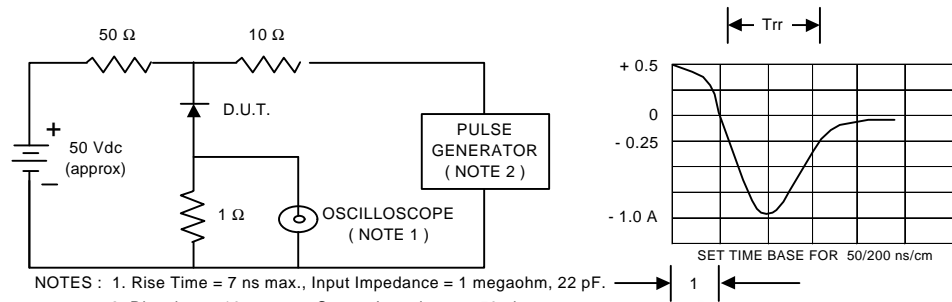 50 Ω
10 Ω
D.U.T.
+
50 Vdc
(approx)
−
1 Ω
OSCILLOSCOPE
( NOTE 1 )
PULSE
GENERATOR
( NOTE 2 )
Trr
+ 0.5
0
- 0.25
- 1.0 A
SET TIME BASE FOR 50/200 ns/cm
1
NOTES : 1. Rise Time = 7 ns max., Input Impedance = 1 megaohm, 22 pF.